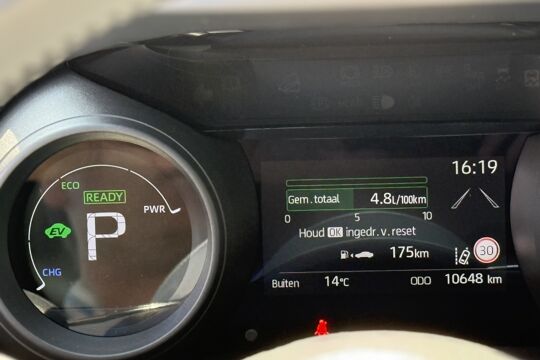 ECO
READY
PWR
EV
P
CHG
16:19
Gem. totaal 4.8L/100km
0 5 10
Houd OK ingedr. v. reset
175km
30
Buiten 14°C ODO 10648 km